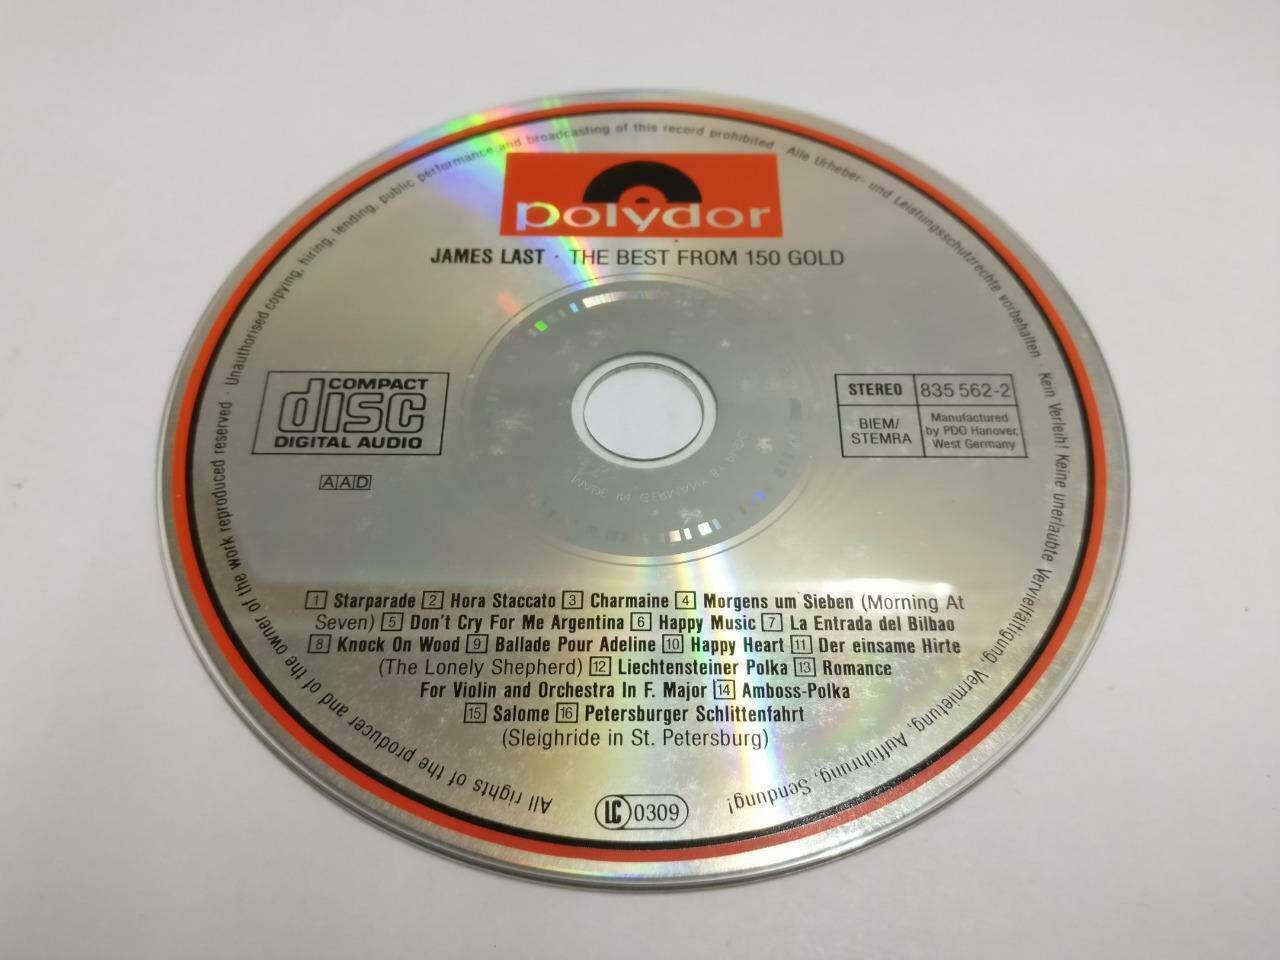 polydor
JAMES LAST · THE BEST FROM 150 GOLD
COMPACT
disc
DIGITAL AUDIO
AAD
STEREO 835 562-2
BIEM/
STEMRA
Manufactured
by PDO Hanover,
West Germany
MADE IN GERMANY BY PDO
1 Starparade 2 Hora Staccato 3 Charmaine 4 Morgens um Sieben (Morning At
Seven) 5 Don't Cry For Me Argentina 6 Happy Music 7 La Entrada del Bilbao
8 Knock On Wood 9 Ballade Pour Adeline 10 Happy Heart 11 Der einsame Hirte
(The Lonely Shepherd) 12 Liechtensteiner Polka 13 Romance
For Violin and Orchestra In F. Major 14 Amboss-Polka
15 Salome 16 Petersburger Schlittenfahrt
(Sleighride in St. Petersburg)
LC 0309
All rights of the producer and of the owner of the work reproduced reserved · Unauthorised copying, hiring, lending, public performance and broadcasting of this record prohibited
Alle Urheber- und Leistungsschutzrechte vorbehalten · Kein Verleih! Keine unerlaubte Vervielfältigung, Vermietung, Aufführung, Sendung!